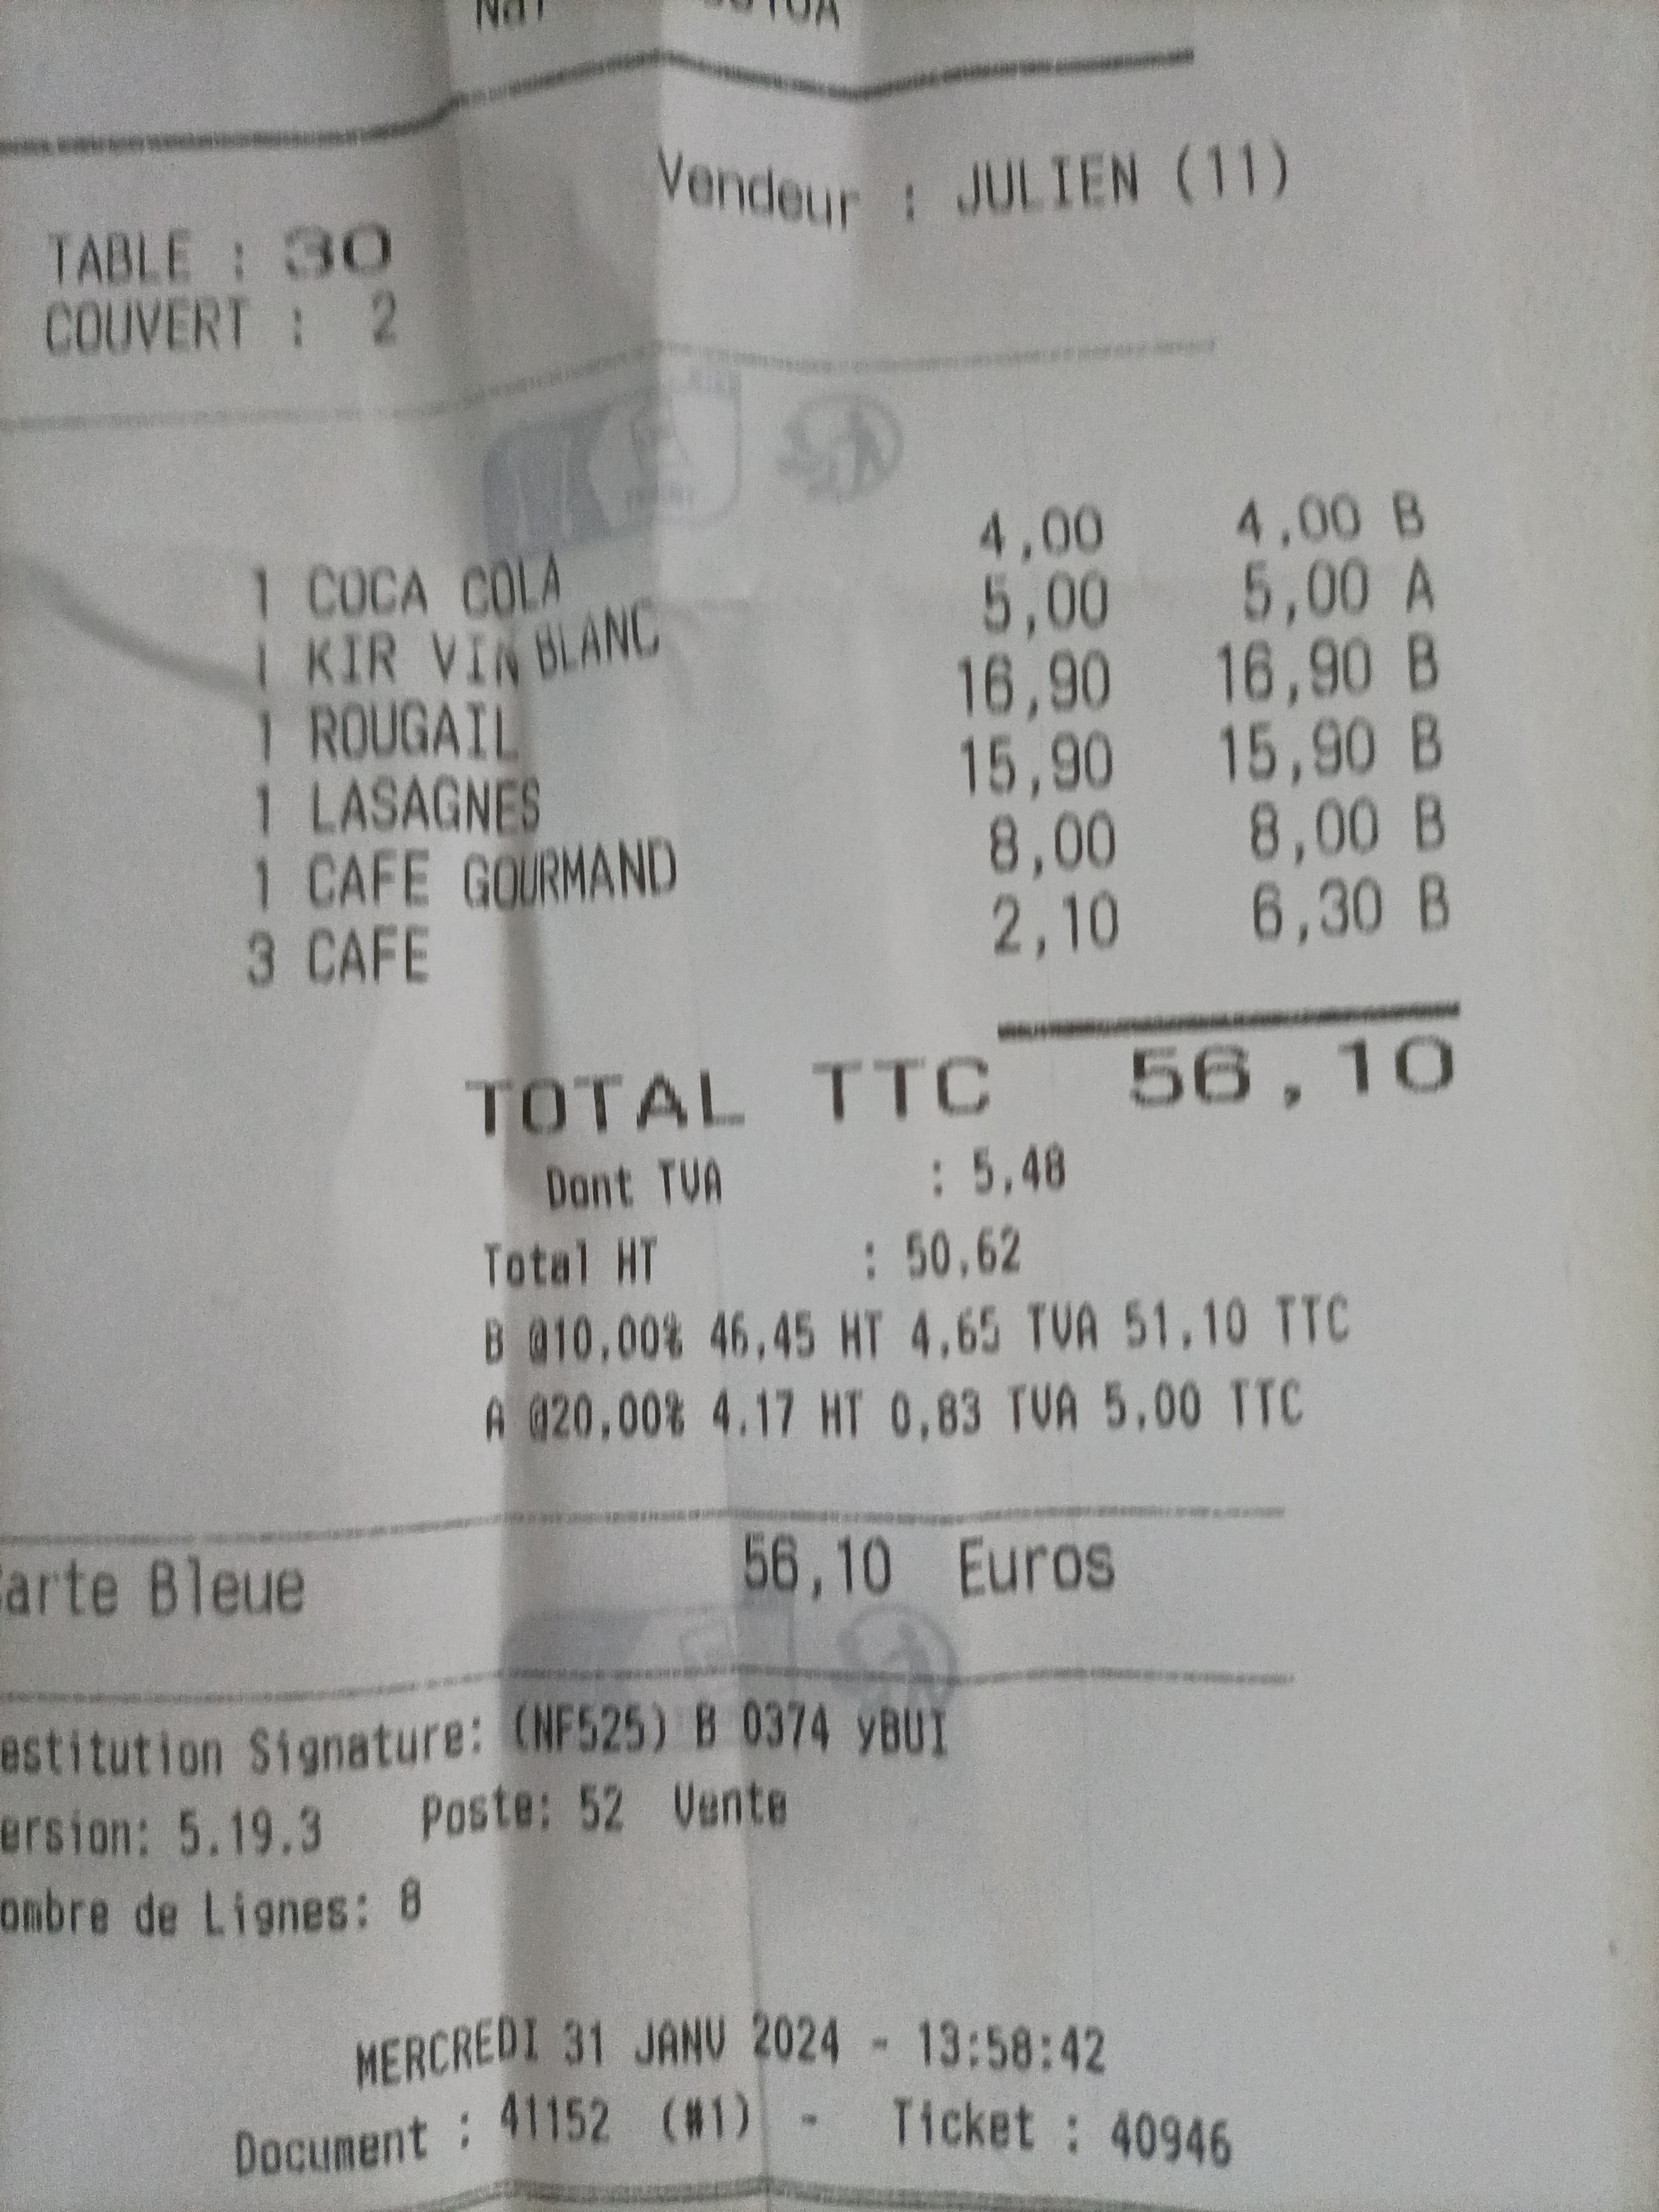 Vendeur : JULIEN (11)
TABLE : 30
COUVERT : 2
1 COCA COLA 4,00 4,00 B
1 KIR VIN BLANC 5,00 5,00 A
1 ROUGAIL 16,90 16,90 B
1 LASAGNES 15,90 15,90 B
1 CAFE GOURMAND 8,00 8,00 B
3 CAFE 2,10 6,30 B
TOTAL TTC 56,10
Dont TVA : 5,48
Total HT : 50,62
B @10,00% 46,45 HT 4,65 TVA 51,10 TTC
A @20,00% 4,17 HT 0,83 TVA 5,00 TTC
arte Bleue 56,10 Euros
estitution Signature: (NF525) B 0374 yBUI
ersion: 5.19.3 Poste: 52 Vente
ombre de Lignes: 8
MERCREDI 31 JANV 2024 - 13:58:42
Document : 41152 (#1) - Ticket : 40946